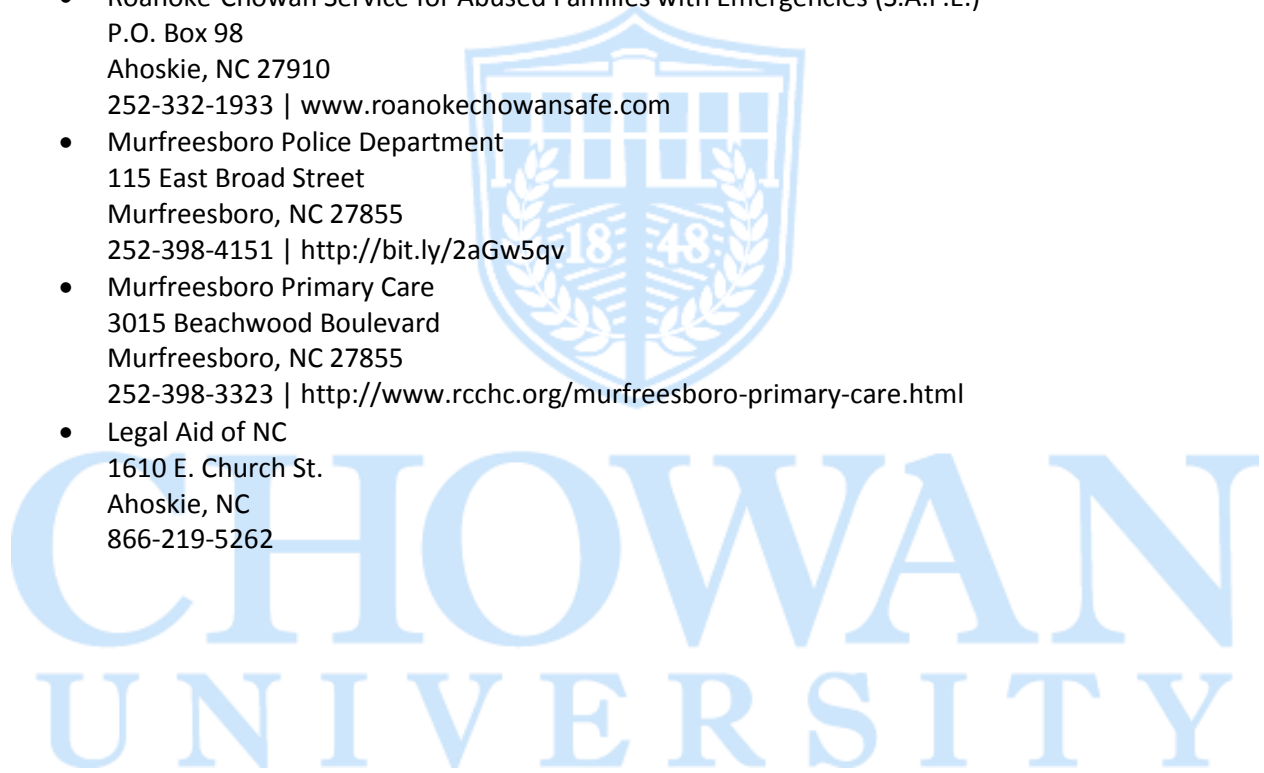 • Roanoke-Chowan Service for Abused Families with Emergencies (S.A.F.E.)
P.O. Box 98
Ahoskie, NC 27910
252-332-1933 | www.roanokechowansafe.com
• Murfreesboro Police Department
115 East Broad Street
Murfreesboro, NC 27855
252-398-4151 | http://bit.ly/2aGw5qv
• Murfreesboro Primary Care
3015 Beachwood Boulevard
Murfreesboro, NC 27855
252-398-3323 | http://www.rcchc.org/murfreesboro-primary-care.html
• Legal Aid of NC
1610 E. Church St.
Ahoskie, NC
866-219-5262
18 48
CHOWAN
UNIVERSITY